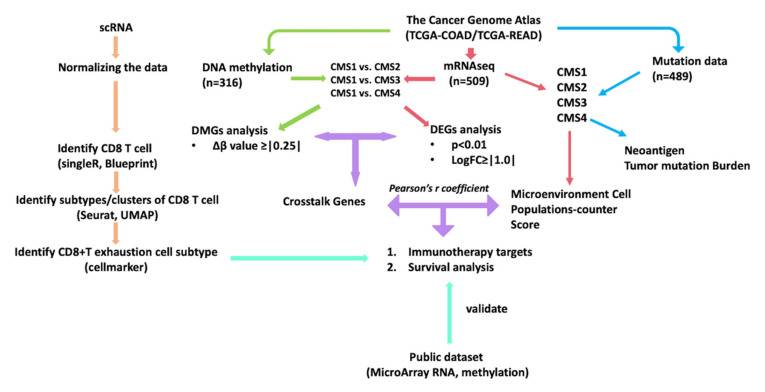 scRNA
Normalizing the data
Identify CD8 T cell
(singleR, Blueprint)
Identify subtypes/clusters of CD8 T cell
(Seurat, UMAP)
Identify CD8+T exhaustion cell subtype
(cellmarker)
The Cancer Genome Atlas
(TCGA-COAD/TCGA-READ)
DNA methylation
(n=316)
CMS1 vs. CMS2
CMS1 vs. CMS3
CMS1 vs. CMS4
mRNAseq
(n=509)
CMS1
CMS2
CMS3
CMS4
Mutation data
(n=489)
DMGs analysis
• Δβ value ≥|0.25|
DEGs analysis
• p<0.01
• LogFC≥|1.0|
Neoantigen
Tumor mutation Burden
Crosstalk Genes
Pearson's r coefficient
Microenvironment Cell
Populations-counter
Score
1. Immunotherapy targets
2. Survival analysis
validate
Public dataset
(MicroArray RNA, methylation)